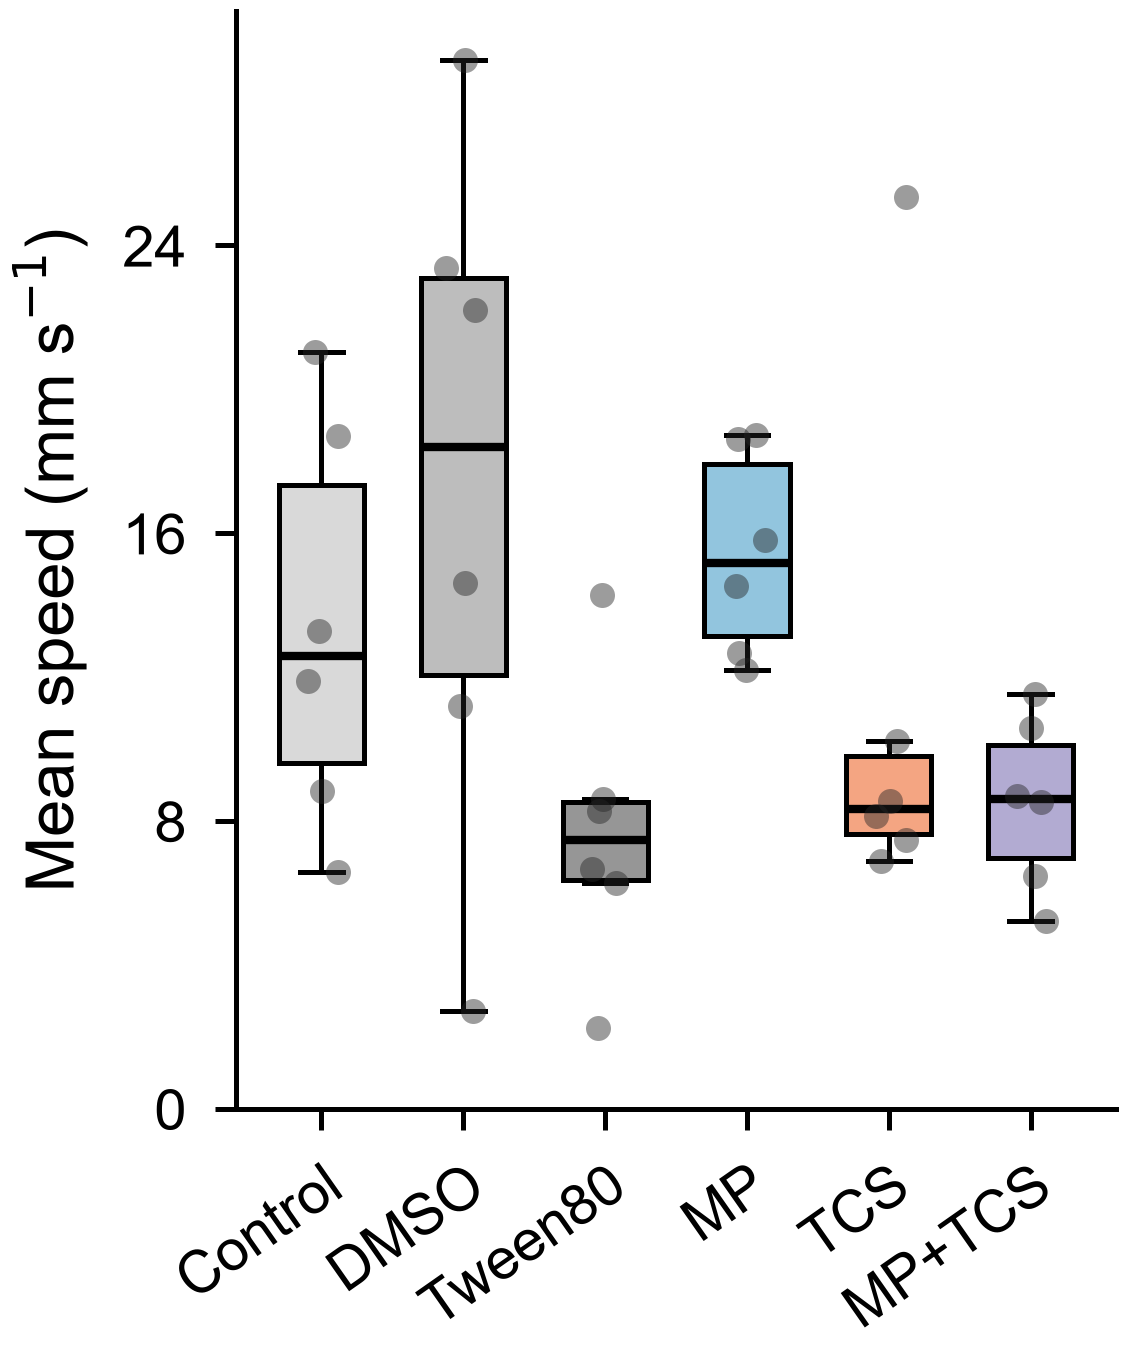 Mean speed (mm s⁻¹)
24
16
8
0
Control
DMSO
Tween80
MP
TCS
MP+TCS